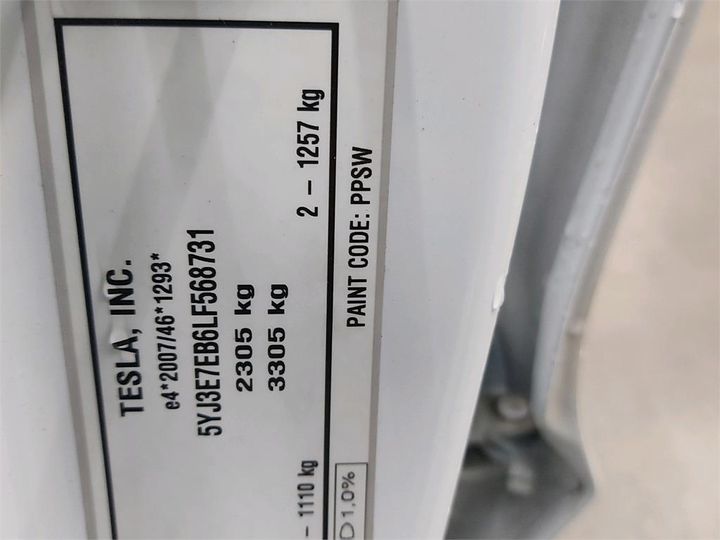 TESLA, INC.
e4*2007/46*1293*
5YJ3E7EB6LF568731
2305 kg
3305 kg
- 1110 kg
2 - 1257 kg
D 1,0% PAINT CODE: PPSW